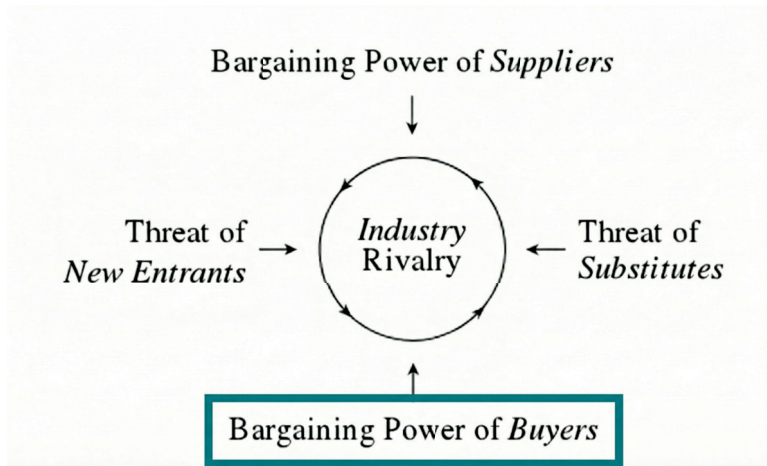 Bargaining Power of Suppliers
Threat of
New Entrants
Industry
Rivalry
Threat of
Substitutes
Bargaining Power of Buyers